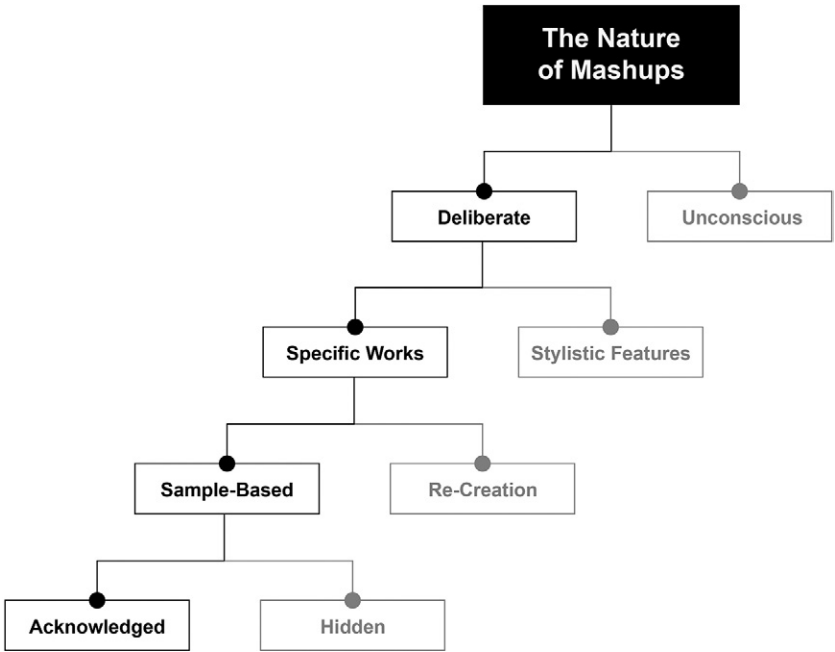 The Nature
of Mashups
Deliberate
Unconscious
Specific Works
Stylistic Features
Sample-Based
Re-Creation
Acknowledged
Hidden